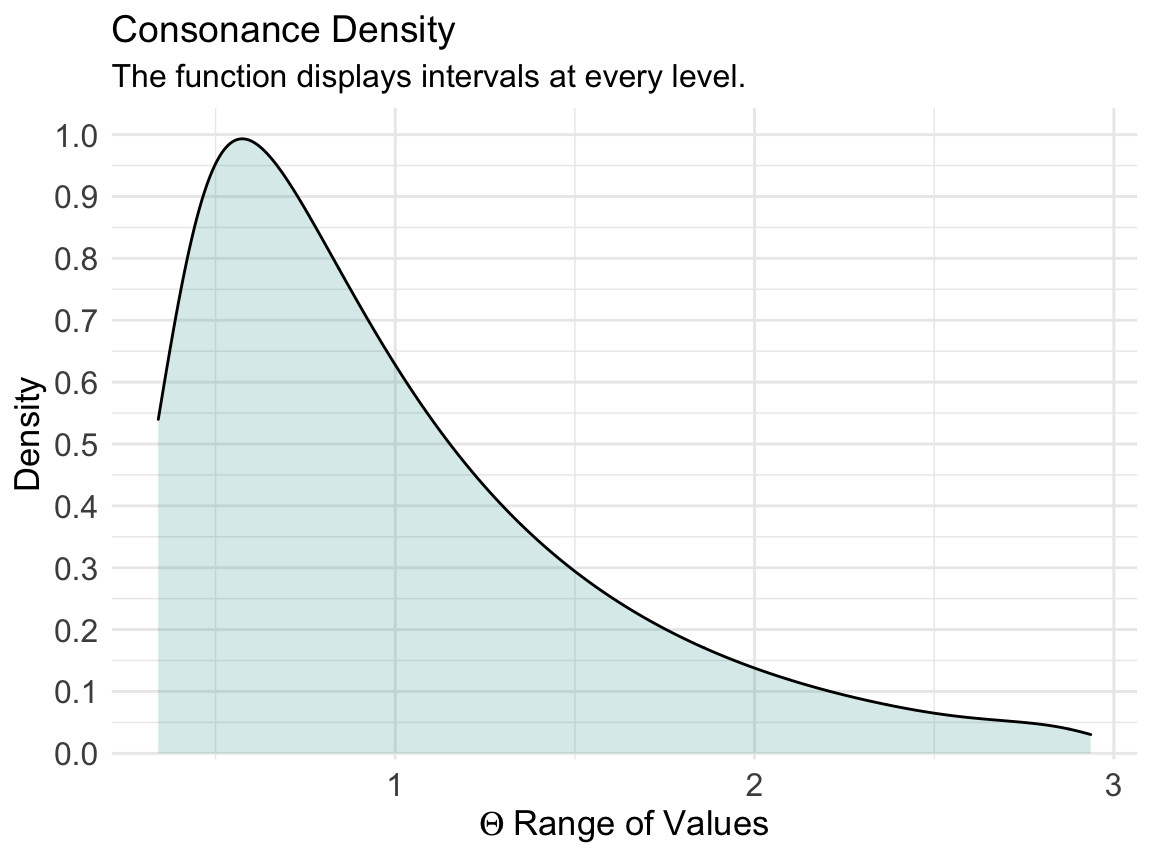 Consonance Density
The function displays intervals at every level.
1.0
0.9
0.8
0.7
0.6
0.5
0.4
0.3
0.2
0.1
0.0
Density
1 2 3
Θ Range of Values